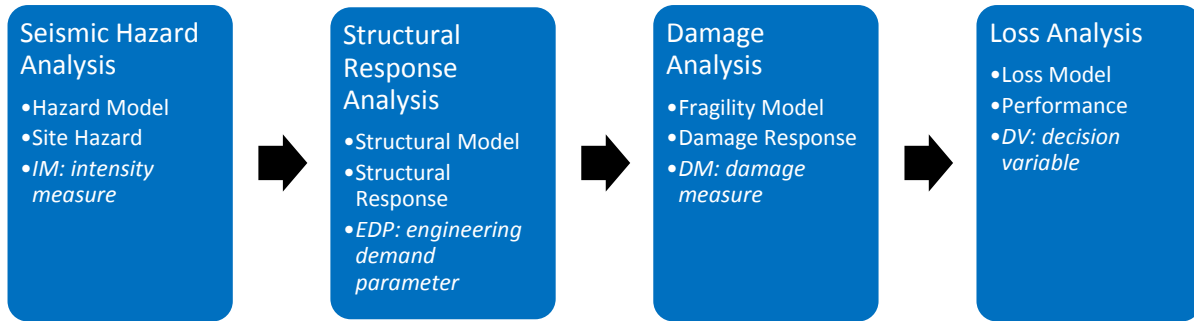 Seismic Hazard
Analysis
•Hazard Model
•Site Hazard
•IM: intensity
measure
Structural
Response
Analysis
•Structural Model
•Structural
Response
•EDP: engineering
demand
parameter
Damage
Analysis
•Fragility Model
•Damage Response
•DM: damage
measure
Loss Analysis
•Loss Model
•Performance
•DV: decision
variable